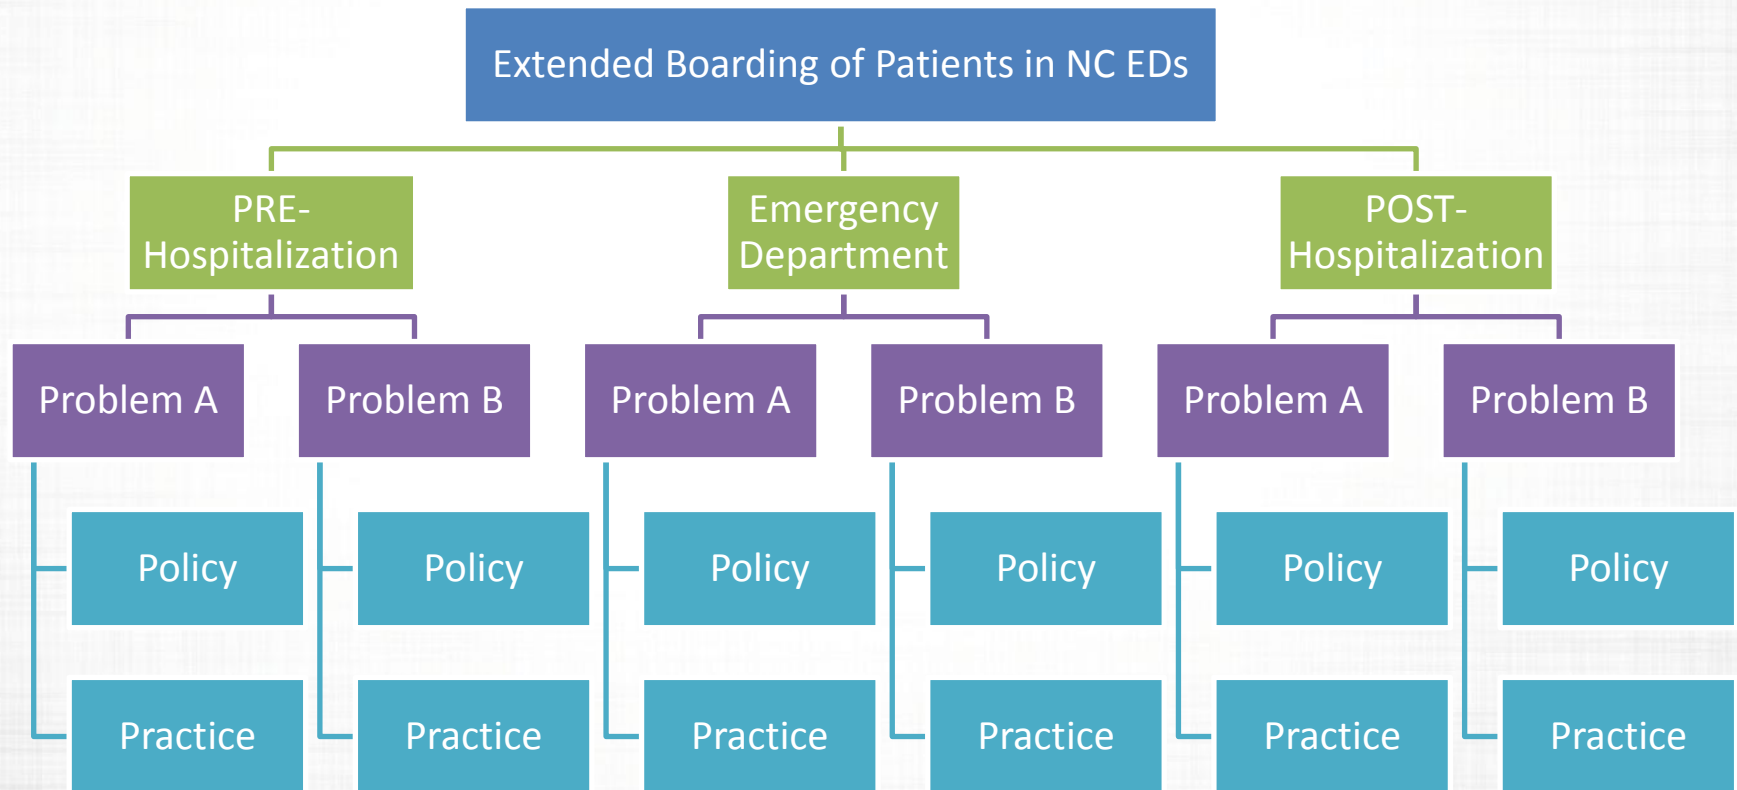 Extended Boarding of Patients in NC EDs
PRE-
Hospitalization
Emergency
Department
POST-
Hospitalization
Problem A
Problem B
Problem A
Problem B
Problem A
Problem B
Policy
Policy
Policy
Policy
Policy
Policy
Practice
Practice
Practice
Practice
Practice
Practice